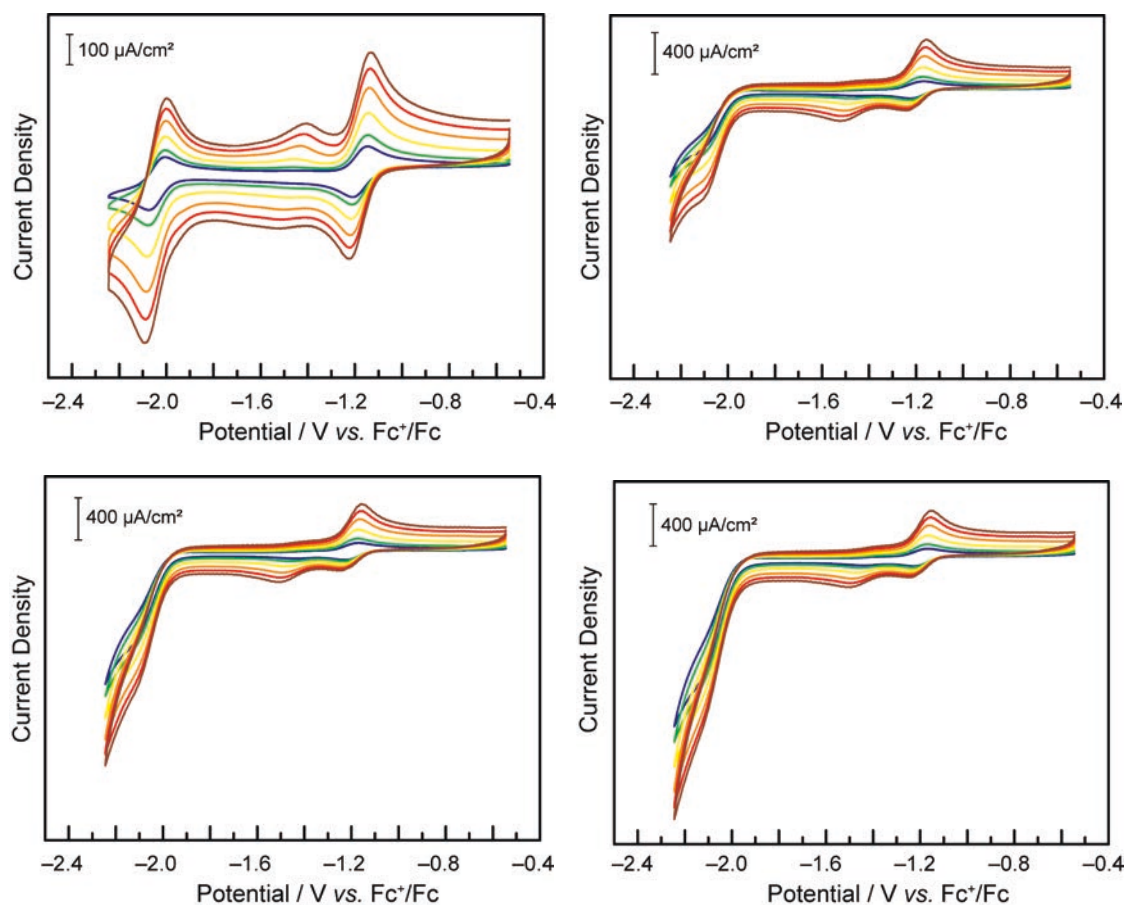 100 µA/cm²
Current Density
–2.4 –2.0 –1.6 –1.2 –0.8 –0.4
Potential / V vs. Fc⁺/Fc
400 µA/cm²
Current Density
–2.4 –2.0 –1.6 –1.2 –0.8 –0.4
Potential / V vs. Fc⁺/Fc
400 µA/cm²
Current Density
–2.4 –2.0 –1.6 –1.2 –0.8 –0.4
Potential / V vs. Fc⁺/Fc
400 µA/cm²
Current Density
–2.4 –2.0 –1.6 –1.2 –0.8 –0.4
Potential / V vs. Fc⁺/Fc